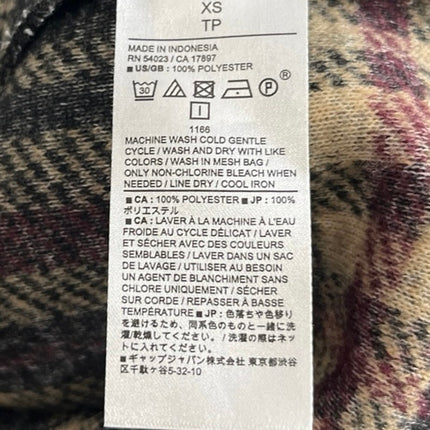 XS
TP
MADE IN INDONESIA
RN 54023 / CA 17897
■ US/GB : 100% POLYESTER
30
P
®
I
1166
MACHINE WASH COLD GENTLE
CYCLE / WASH AND DRY WITH LIKE
COLORS / WASH IN MESH BAG /
ONLY NON-CHLORINE BLEACH WHEN
NEEDED / LINE DRY / COOL IRON
■ CA : 100% POLYESTER ■ JP : 100%
ポリエステル
■ CA : LAVER À LA MACHINE À L'EAU
FROIDE AU CYCLE DÉLICAT / LAVER
ET SÉCHER AVEC DES COULEURS
SEMBLABLES / LAVER DANS UN SAC
DE LAVAGE / UTILISER AU BESOIN
UN AGENT DE BLANCHIMENT SANS
CHLORE UNIQUEMENT / SÉCHER
SUR CORDE / REPASSER À BASSE
TEMPÉRATURE ■ JP : 色落ちや色移り
を避けるため、同系色のものと一緒に洗
濯/乾燥してください。/ 洗濯の際はネット
に入れてください。
■ ギャップジャパン株式会社 東京都渋谷
区千駄ヶ谷5-32-10